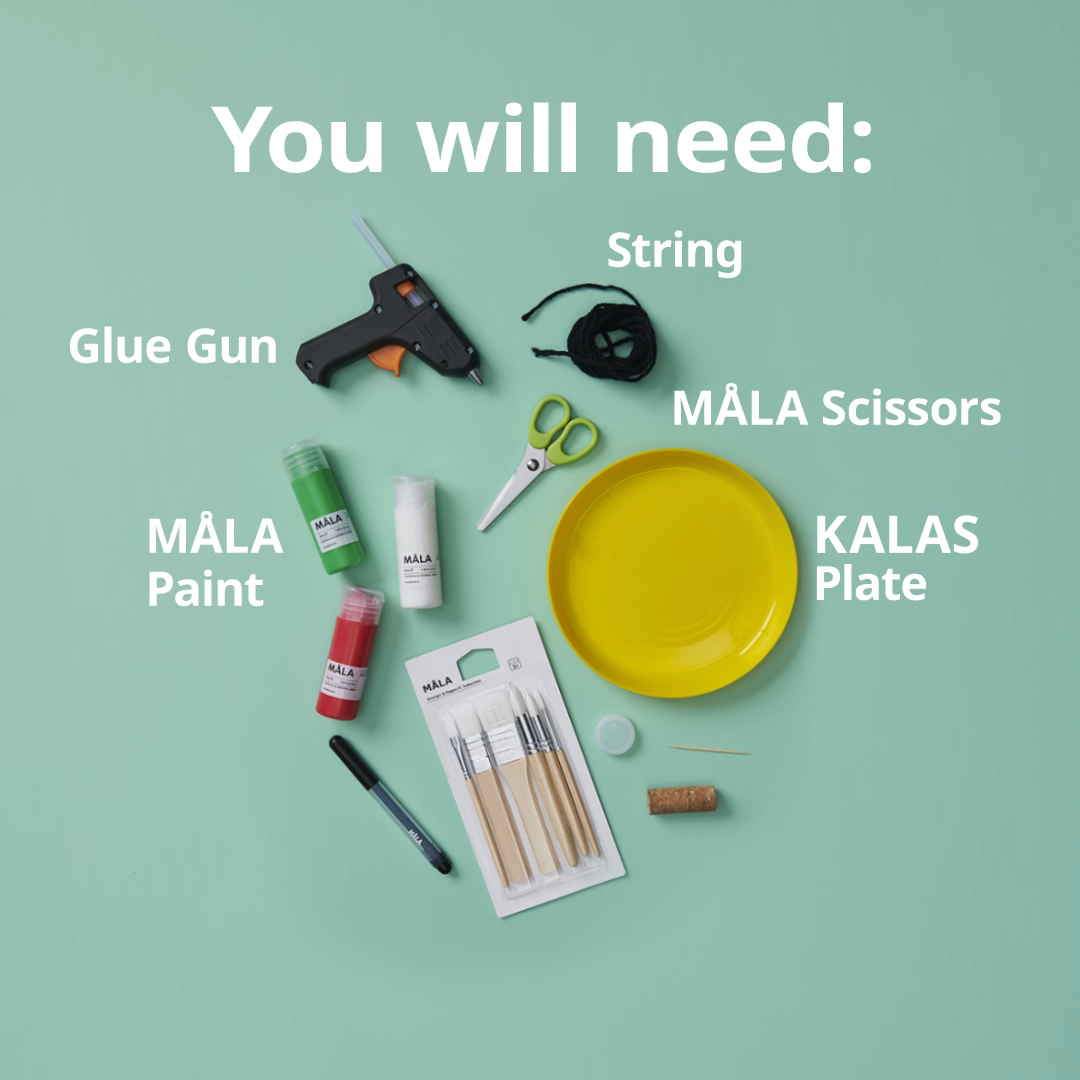 You will need:
String
Glue Gun
MÅLA Scissors
MÅLA
Paint
KALAS
Plate
MÅLA
MÅLA
MÅLA
MÅLA
MÅLA